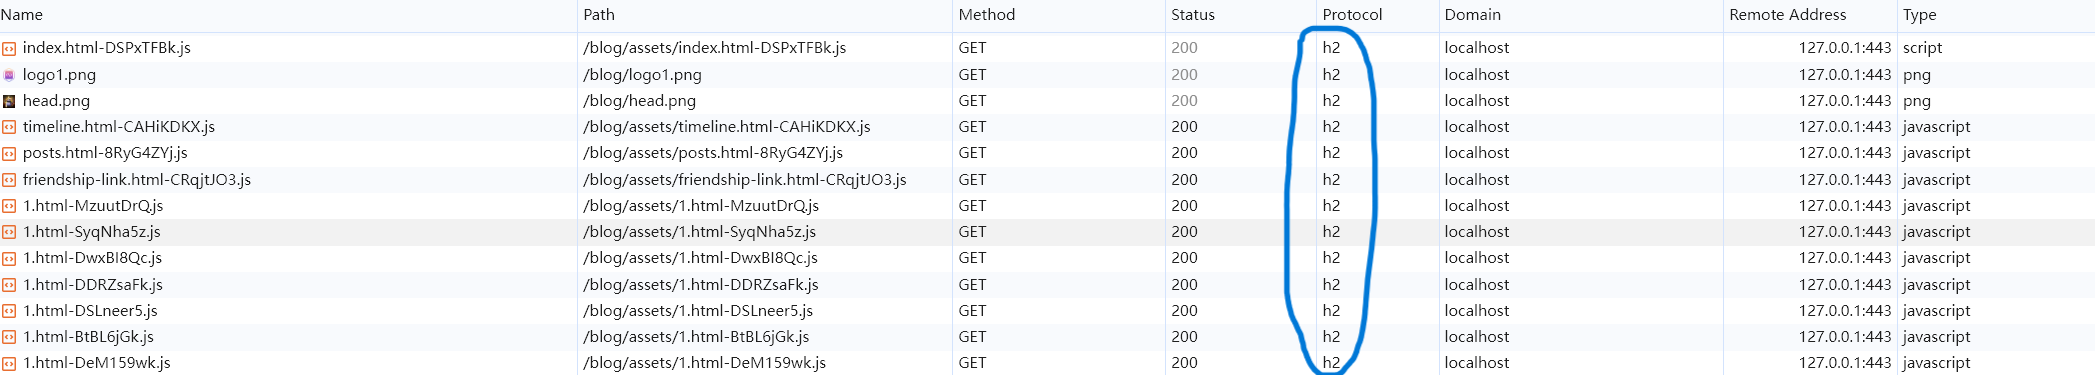 Name Path Method Status Protocol Domain Remote Address Type
index.html-DSPxTFBk.js /blog/assets/index.html-DSPxTFBk.js GET 200 h2 localhost 127.0.0.1:443 script
logo1.png /blog/logo1.png GET 200 h2 localhost 127.0.0.1:443 png
head.png /blog/head.png GET 200 h2 localhost 127.0.0.1:443 png
timeline.html-CAHiKDKX.js /blog/assets/timeline.html-CAHiKDKX.js GET 200 h2 localhost 127.0.0.1:443 javascript
posts.html-8RyG4ZYj.js /blog/assets/posts.html-8RyG4ZYj.js GET 200 h2 localhost 127.0.0.1:443 javascript
friendship-link.html-CRqjtJO3.js /blog/assets/friendship-link.html-CRqjtJO3.js GET 200 h2 localhost 127.0.0.1:443 javascript
1.html-MzuutDrQ.js /blog/assets/1.html-MzuutDrQ.js GET 200 h2 localhost 127.0.0.1:443 javascript
1.html-SyqNha5z.js /blog/assets/1.html-SyqNha5z.js GET 200 h2 localhost 127.0.0.1:443 javascript
1.html-DwxBI8Qc.js /blog/assets/1.html-DwxBI8Qc.js GET 200 h2 localhost 127.0.0.1:443 javascript
1.html-DDRZsaFk.js /blog/assets/1.html-DDRZsaFk.js GET 200 h2 localhost 127.0.0.1:443 javascript
1.html-DSLneer5.js /blog/assets/1.html-DSLneer5.js GET 200 h2 localhost 127.0.0.1:443 javascript
1.html-BtBL6jGk.js /blog/assets/1.html-BtBL6jGk.js GET 200 h2 localhost 127.0.0.1:443 javascript
1.html-DeM159wk.js /blog/assets/1.html-DeM159wk.js GET 200 h2 localhost 127.0.0.1:443 javascript